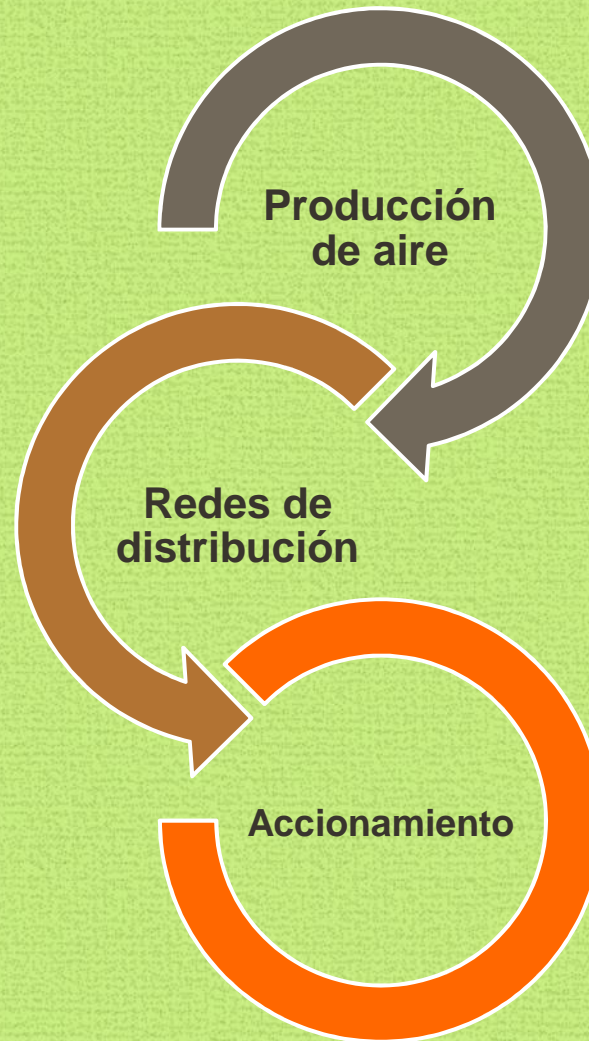 Producción
de aire
Redes de
distribución
Accionamiento